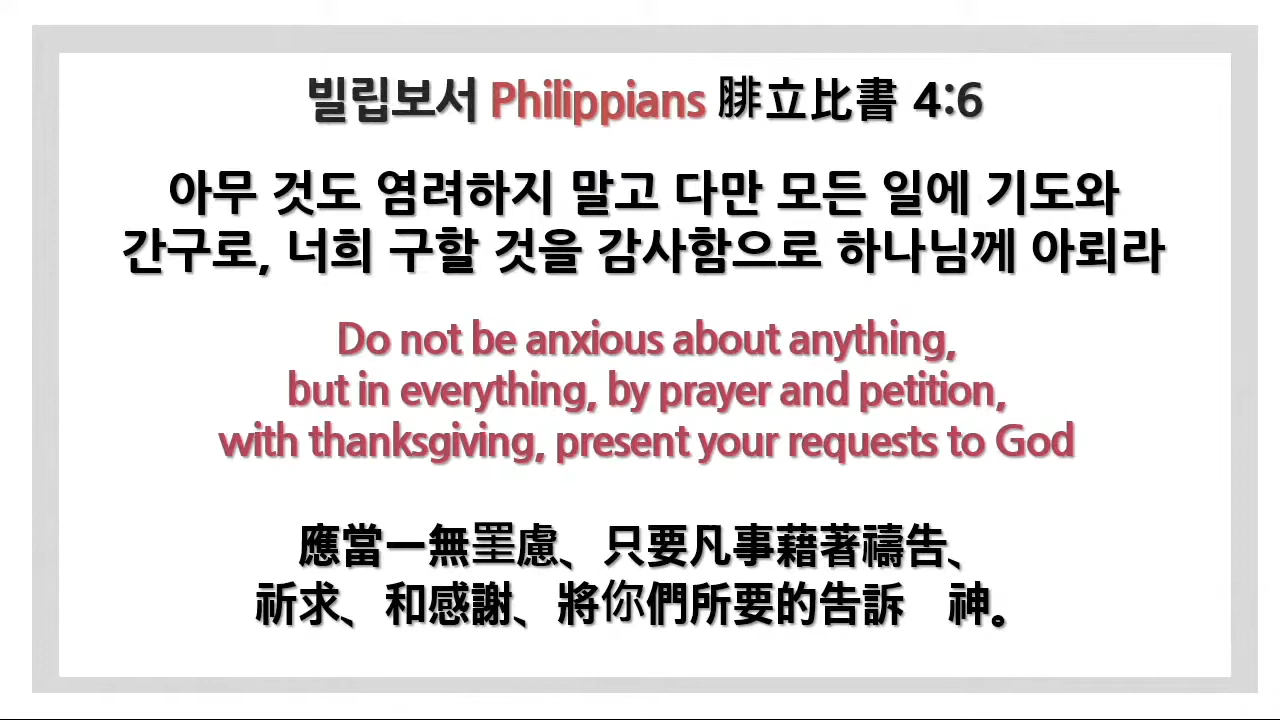 빌립보서 Philippians 腓立比書 4:6
아무 것도 염려하지 말고 다만 모든 일에 기도와
간구로, 너희 구할 것을 감사함으로 하나님께 아뢰라
Do not be anxious about anything,
but in everything, by prayer and petition,
with thanksgiving, present your requests to God
應當一無罣慮、只要凡事藉著禱告、
祈求、和感謝、將你們所要的告訴　神。